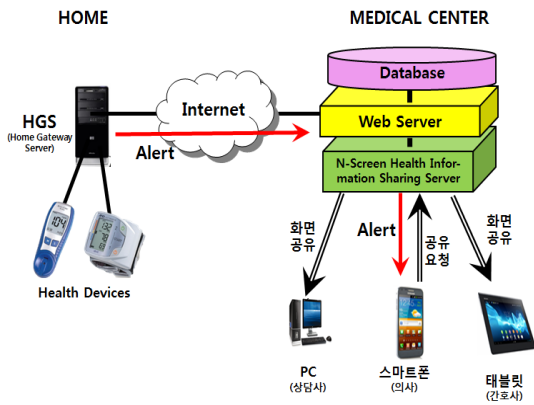 HOME
MEDICAL CENTER
Database
Internet
HGS
(Home Gateway
Server)
Web Server
Alert
N-Screen Health Infor-
mation Sharing Server
화면
공유
Alert
공유
요청
화면
공유
104
Health Devices
PC
(상담사)
스마트폰
(의사)
태블릿
(간호사)